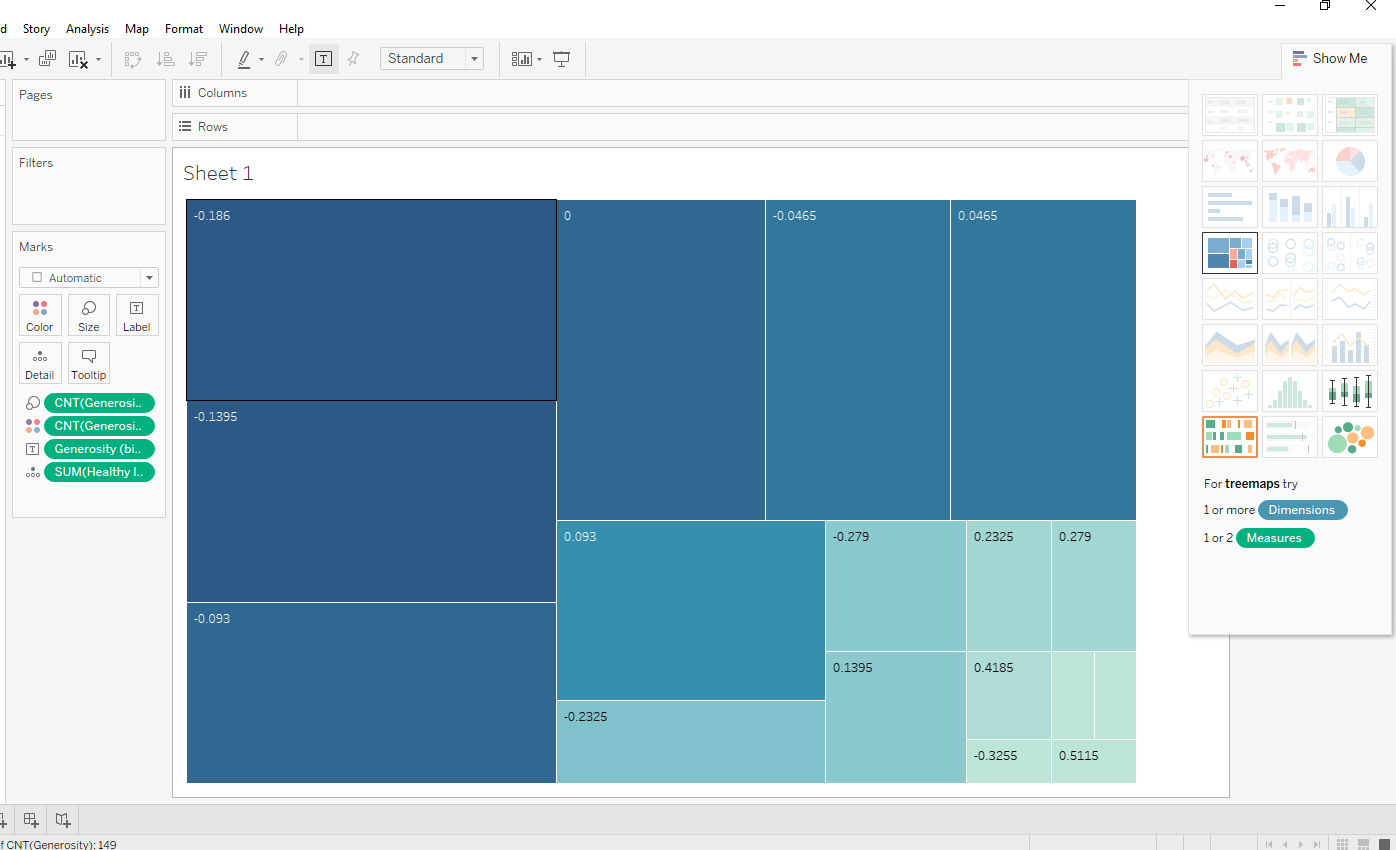 d Story Analysis Map Format Window Help
Standard
Show Me
Pages
Columns
Rows
Filters
Sheet 1
Marks
Automatic
Color Size Label
Detail Tooltip
CNT(Generosi..
CNT(Generosi..
Generosity (bi..
SUM(Healthy l..
-0.186
0
-0.0465
0.0465
-0.1395
-0.093
0.093
-0.279
0.2325
0.279
0.1395
0.4185
-0.2325
-0.3255
0.5115
For treemaps try
1 or more Dimensions
1 or 2 Measures
f CNT(Generosity): 149